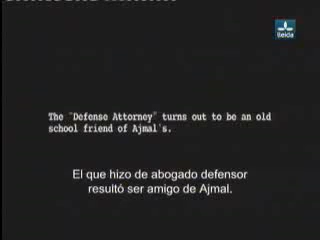 Beida
The "Defense Attorney" turns out to be an old
school friend of Ajmal's.
El que hizo de abogado defensor
resultó ser amigo de Ajmal.